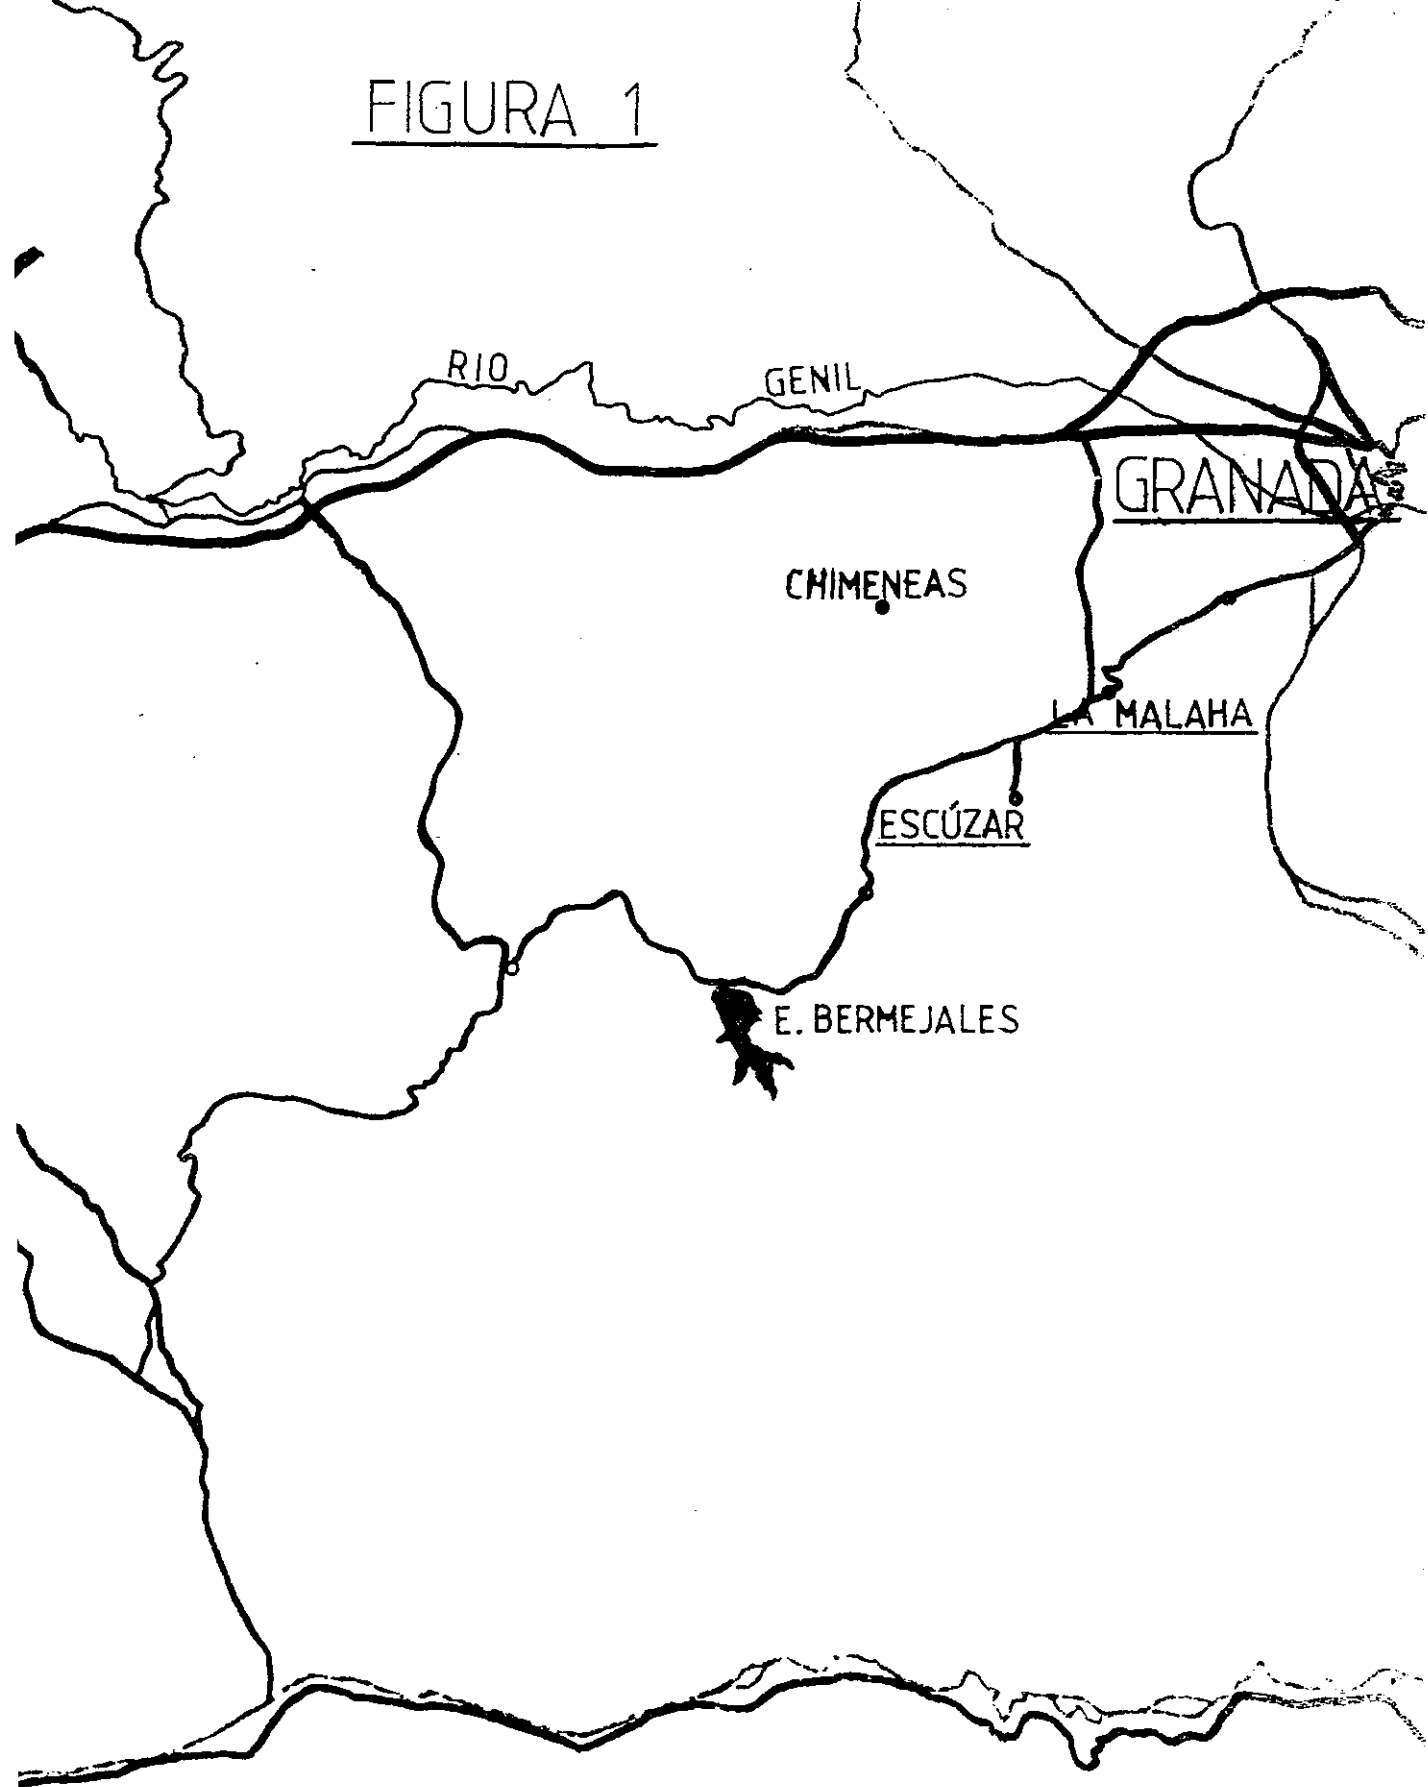 FIGURA 1
RIO
GENIL
GRANADA
CHIMENEAS
LA MALAHA
ESCÚZAR
E. BERMEJALES